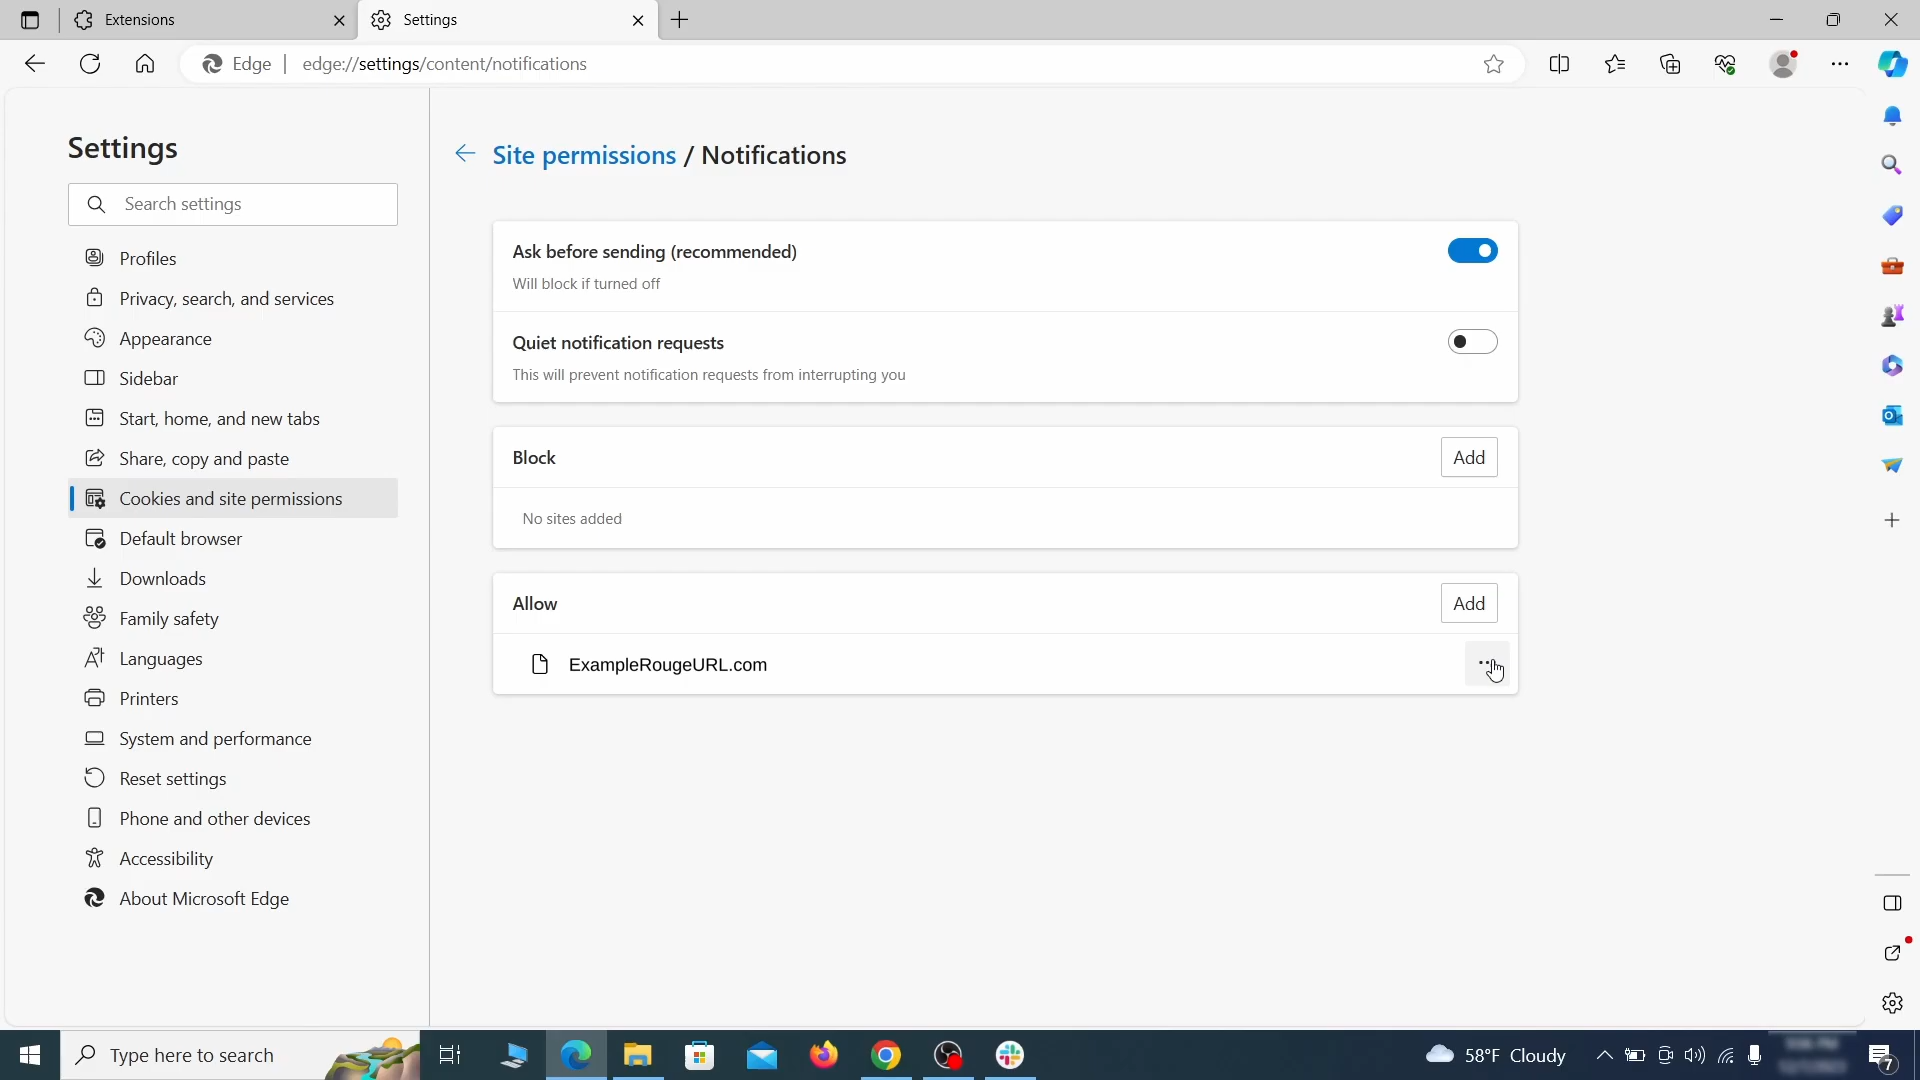 Extensions
Settings
Edge
edge://settings/content/notifications
Settings
Search settings
Profiles
Privacy, search, and services
Appearance
Sidebar
Start, home, and new tabs
Share, copy and paste
Cookies and site permissions
Default browser
Downloads
Family safety
Languages
Printers
System and performance
Reset settings
Phone and other devices
Accessibility
About Microsoft Edge
Site permissions / Notifications
Ask before sending (recommended)
Will block if turned off
Quiet notification requests
This will prevent notification requests from interrupting you
Block
Add
No sites added
Allow
Add
ExampleRougeURL.com
Type here to search
58°F Cloudy
7